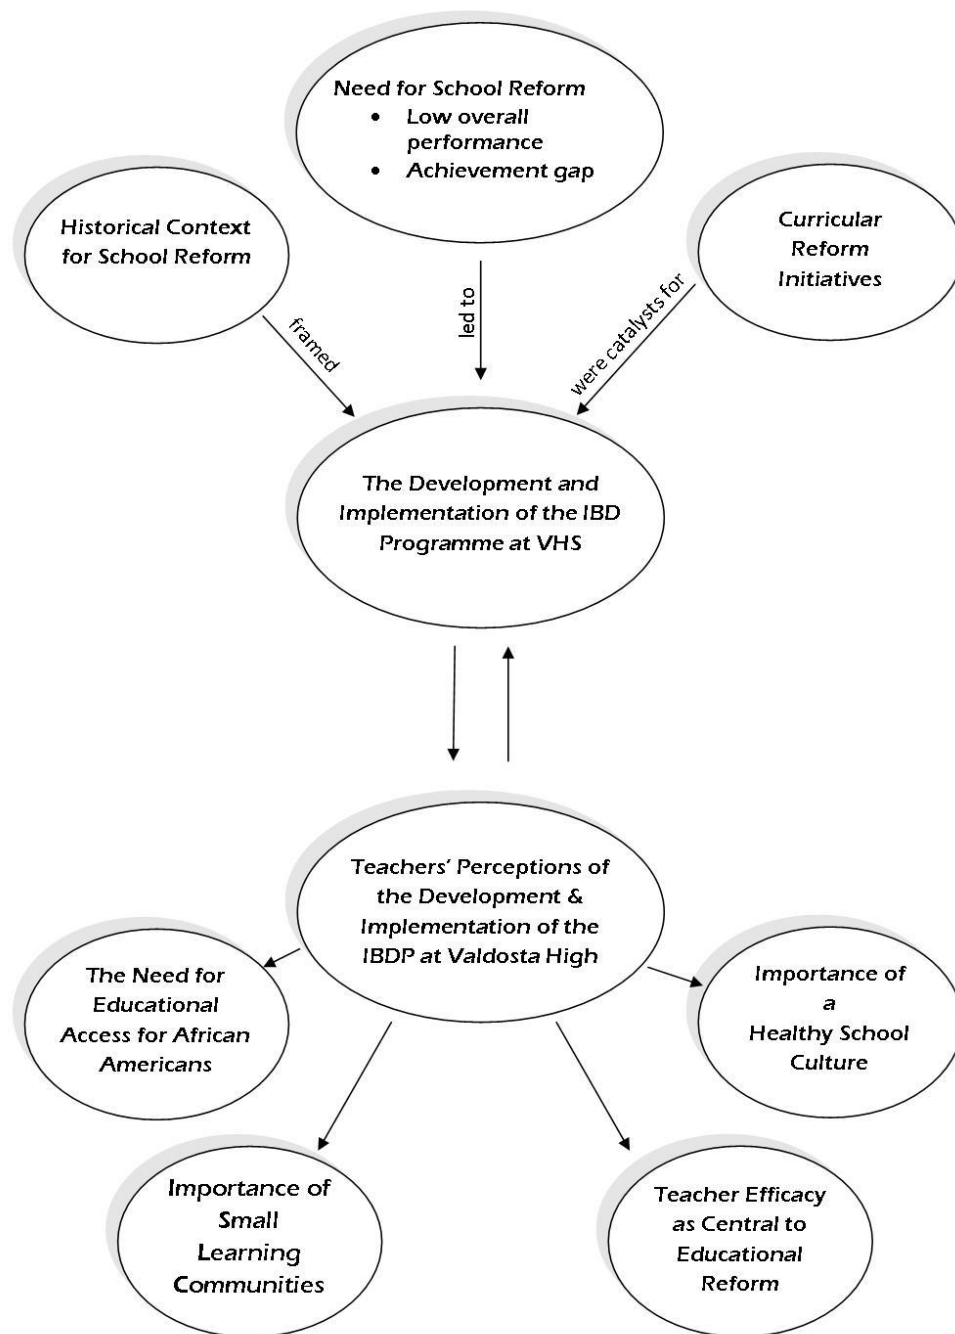 Need for School Reform
• Low overall
performance
• Achievement gap
Historical Context
for School Reform
Curricular
Reform
Initiatives
framed
led to
were catalysts for
The Development and
Implementation of the IBD
Programme at VHS
Teachers’ Perceptions of
the Development &
Implementation of the
IBDP at Valdosta High
The Need for
Educational
Access for African
Americans
Importance of
a
Healthy School
Culture
Importance of
Small
Learning
Communities
Teacher Efficacy
as Central to
Educational
Reform